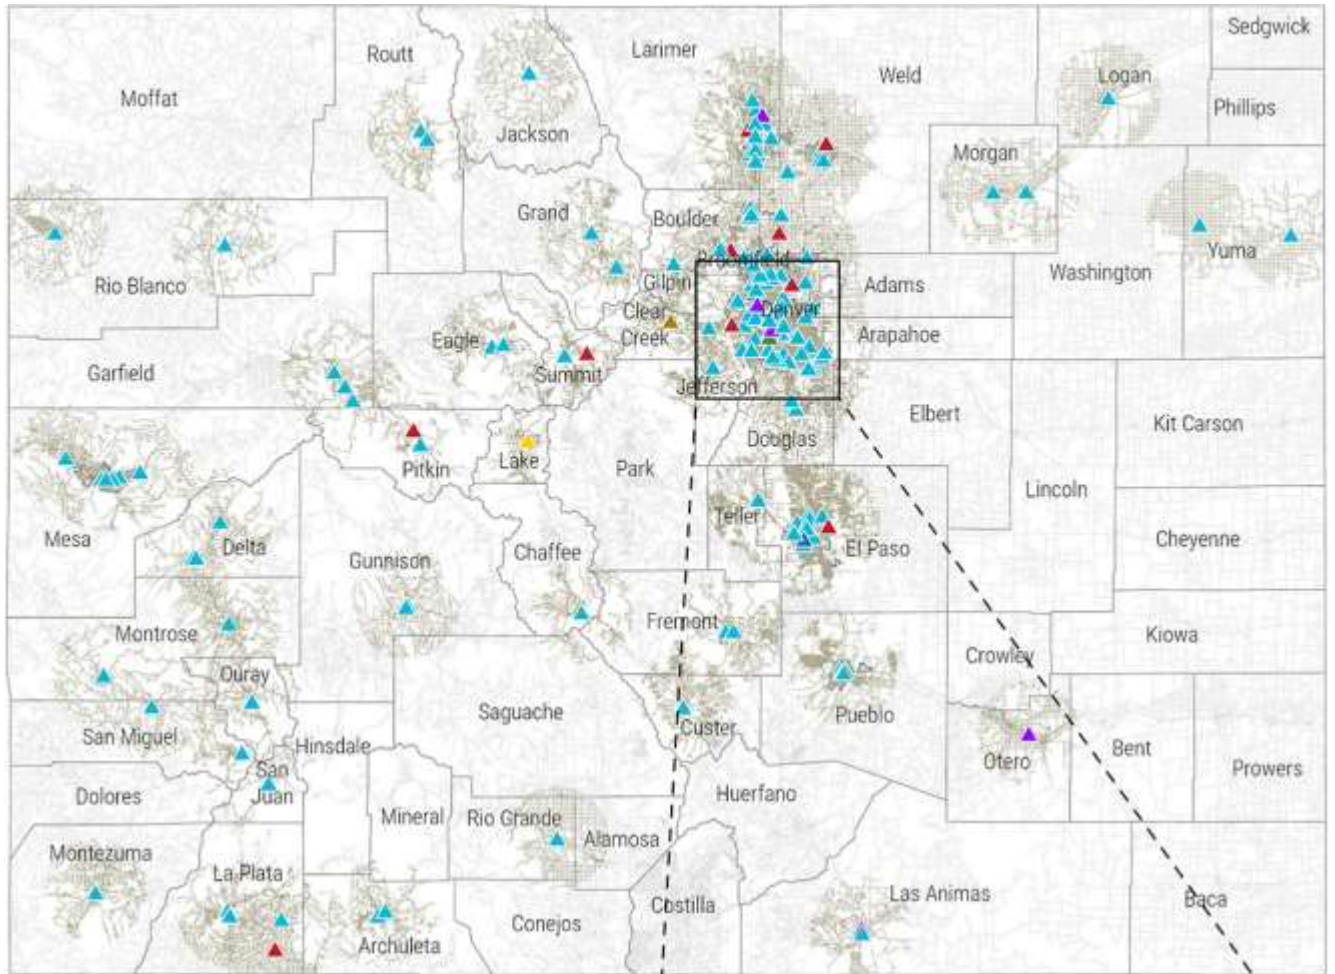 Sedgwick
Larimer
Routt
Weld
Logan
Moffat
Phillips
Jackson
Morgan
Grand
Boulder
Yuma
Broomfield
Washington
Rio Blanco
Gilpin
Adams
Clear
Denver
Creek
Eagle
Arapahoe
Garfield
Summit
Jefferson
Elbert
Kit Carson
Douglas
Lake
Pitkin
Park
Lincoln
Teller
Mesa
Delta
El Paso
Cheyenne
Chaffee
Gunnison
Fremont
Montrose
Kiowa
Crowley
Ouray
Saguache
Pueblo
Custer
San Miguel
Hinsdale
Bent
Otero
San
Prowers
Juan
Dolores
Huerfano
Mineral
Rio Grande
Alamosa
Montezuma
La Plata
Las Animas
Baca
Costilla
Conejos
Archuleta